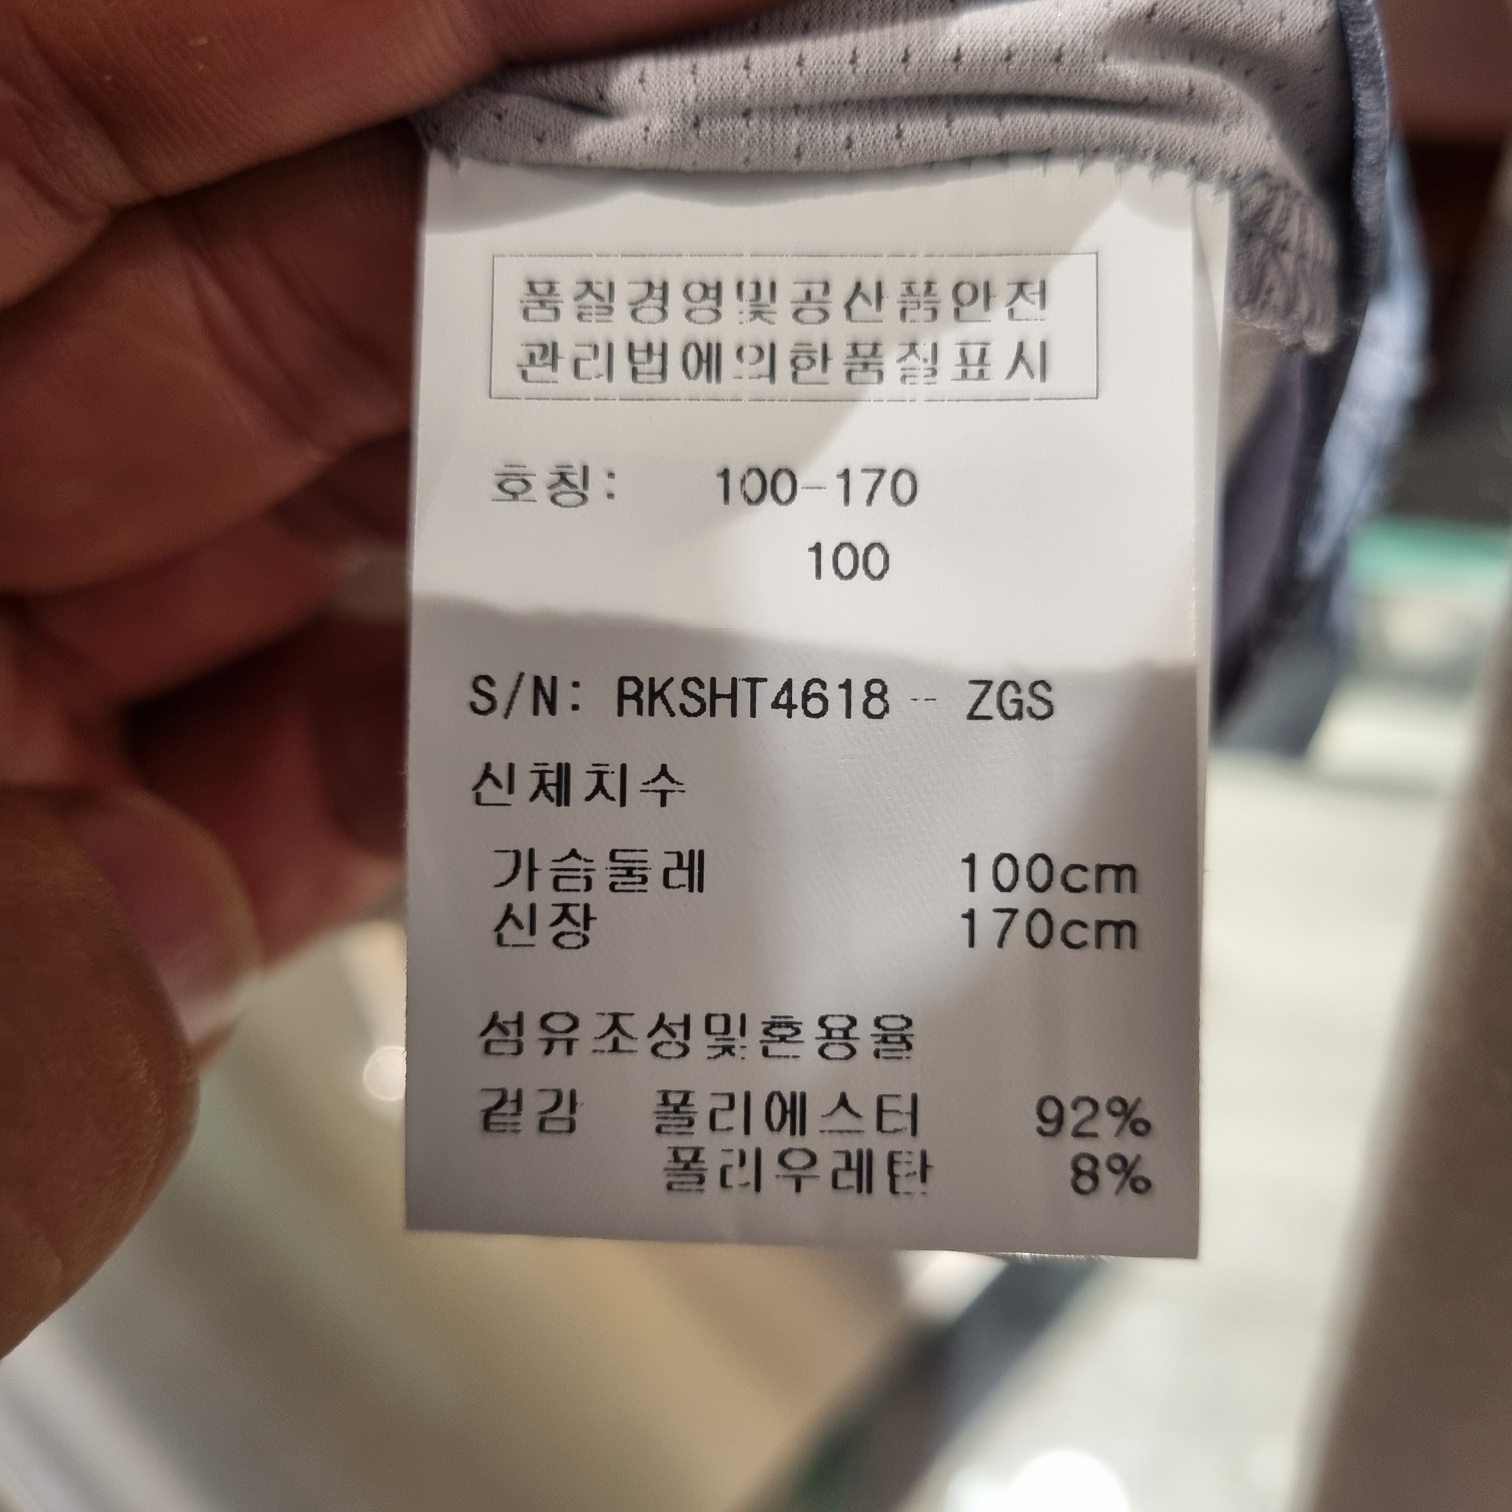 품질경영및공산품안전
관리법에의한품질표시
호칭: 100-170
100
S/N: RKSHT4618 - ZGS
신체치수
가슴둘레 100cm
신장 170cm
섬유조성및혼용율
겉감 폴리에스터 92%
폴리우레탄 8%